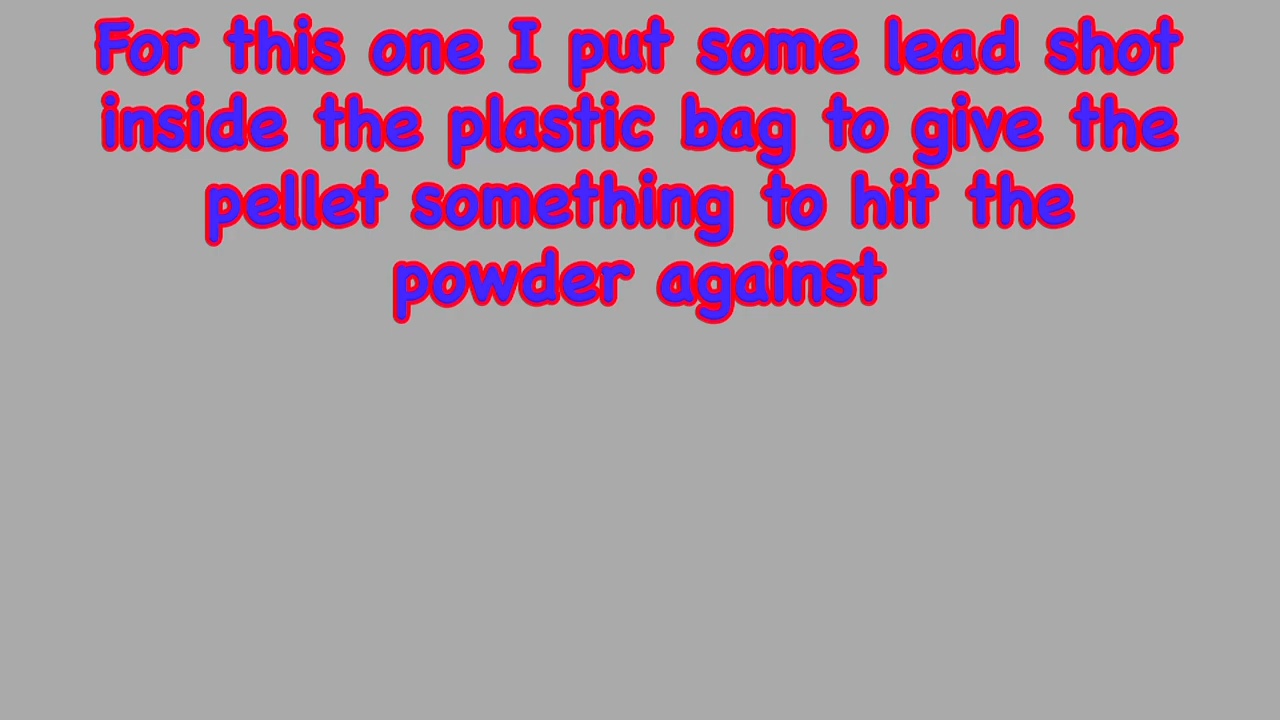 For this one I put some lead shot
inside the plastic bag to give the
pellet something to hit the
powder against